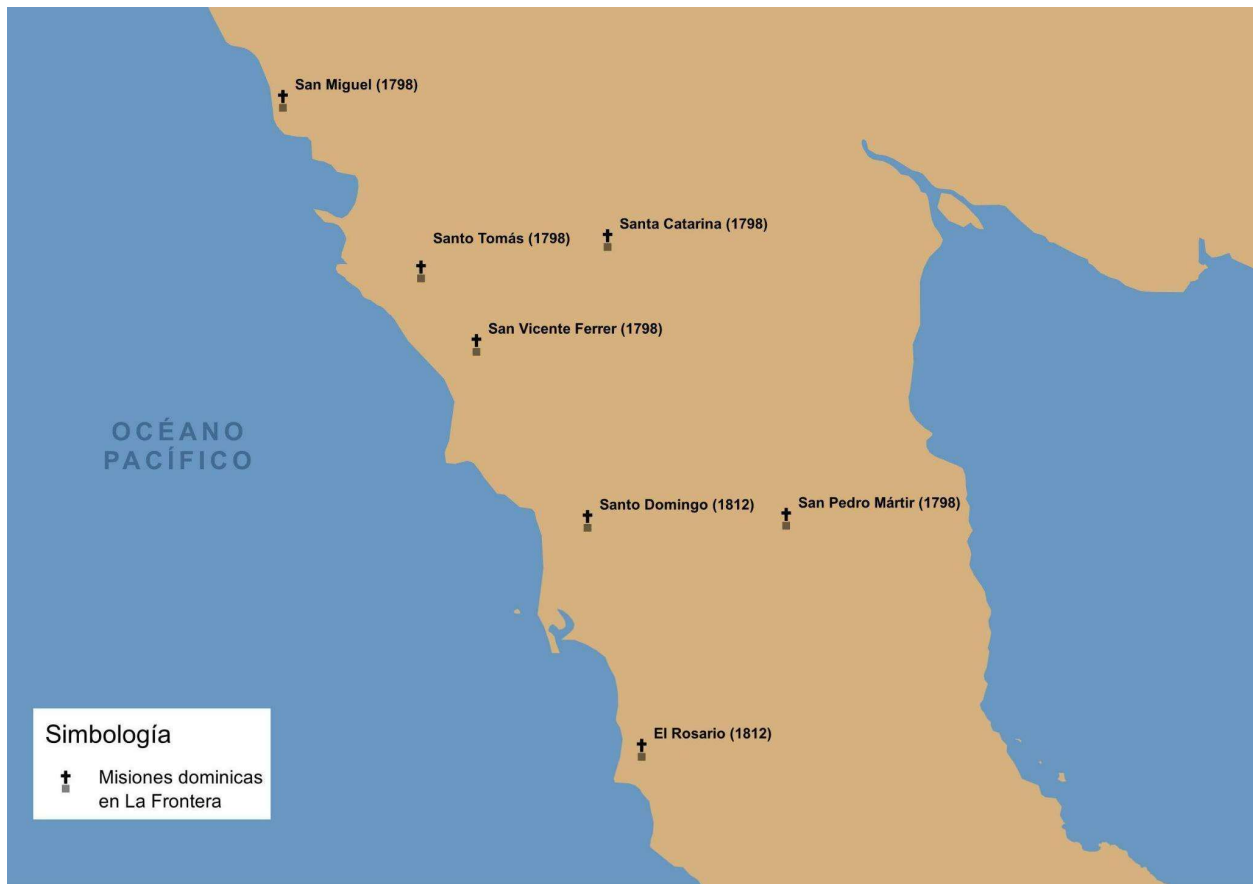 San Miguel (1798)
Santa Catarina (1798)
Santo Tomás (1798)
San Vicente Ferrer (1798)
OCÉANO
PACÍFICO
Santo Domingo (1812)
San Pedro Mártir (1798)
El Rosario (1812)
Simbología
Misiones dominicas
en La Frontera